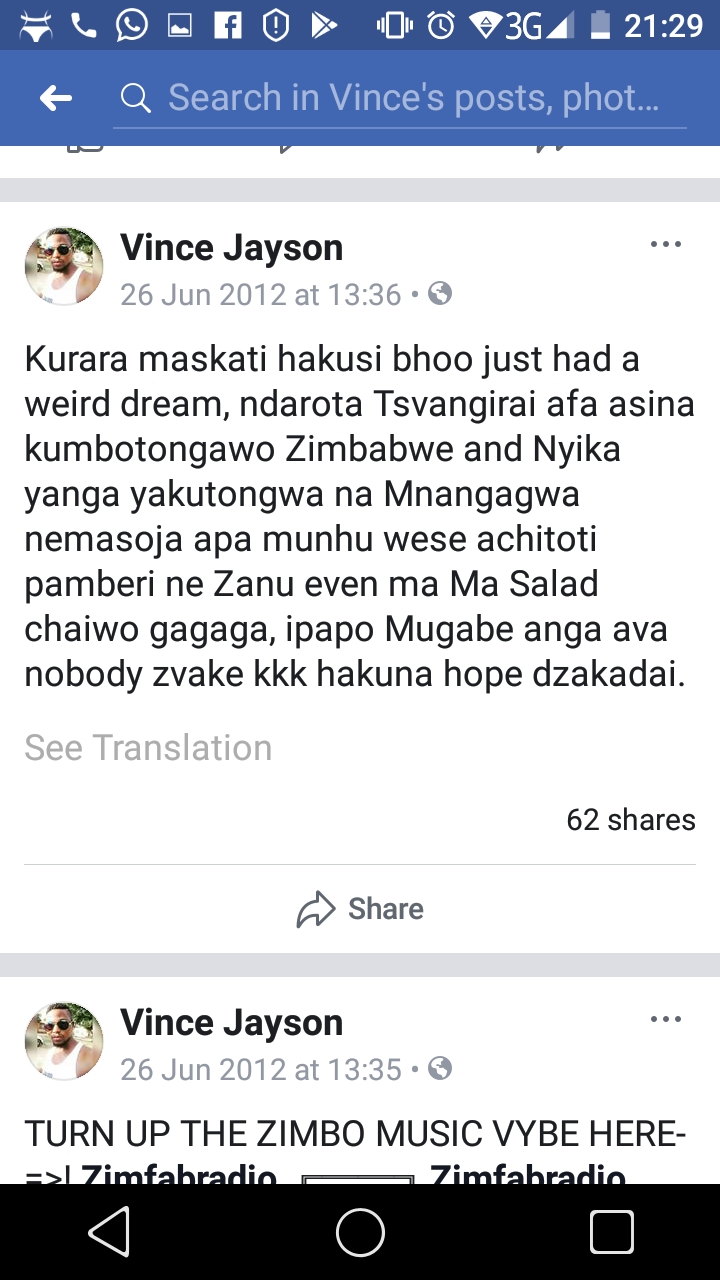 3G 21:29
Search in Vince's posts, phot...
Vince Jayson
26 Jun 2012 at 13:36 •
Kurara maskati hakusi bhoo just had a
weird dream, ndarota Tsvangirai afa asina
kumbotongawo Zimbabwe and Nyika
yanga yakutongwa na Mnangagwa
nemasoja apa munhu wese achitoti
pamberi ne Zanu even ma Ma Salad
chaiwo gagaga, ipapo Mugabe anga ava
nobody zvake kkk hakuna hope dzakadai.
See Translation
62 shares
Share
Vince Jayson
26 Jun 2012 at 13:35 •
TURN UP THE ZIMBO MUSIC VYBE HERE-
=>! Zimfabradio Zimfabradio